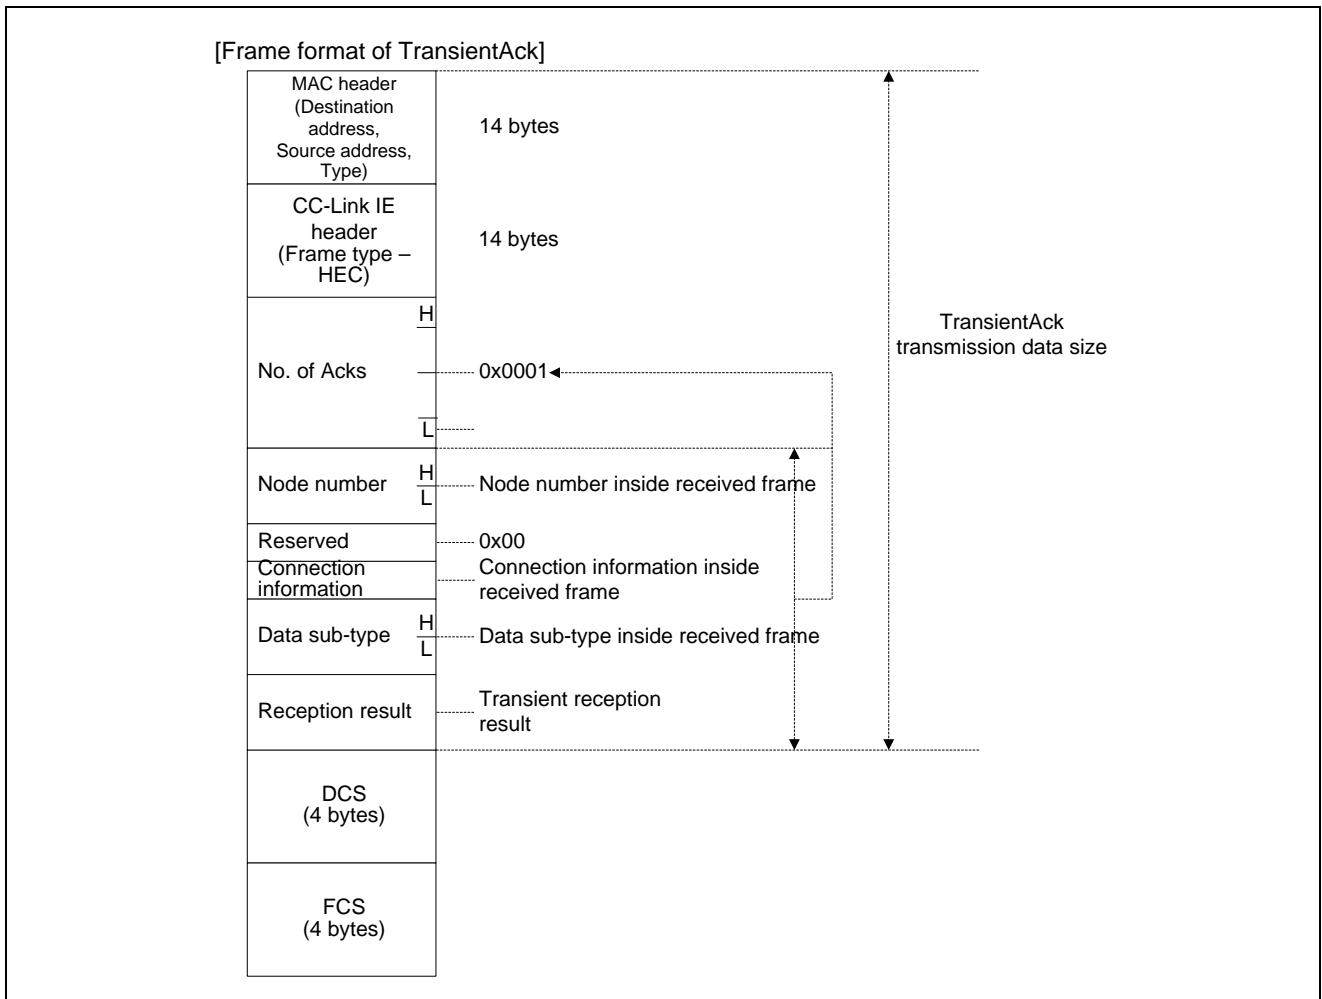 [Frame format of TransientAck]
MAC header
(Destination
address,
Source address,
Type)
14 bytes
CC-Link IE
header
(Frame type –
HEC)
14 bytes
H
No. of Acks
0x0001
L
TransientAck
transmission data size
Node number
H
L
Node number inside received frame
Reserved
0x00
Connection
information
Connection information inside
received frame
Data sub-type
H
L
Data sub-type inside received frame
Reception result
Transient reception
result
DCS
(4 bytes)
FCS
(4 bytes)